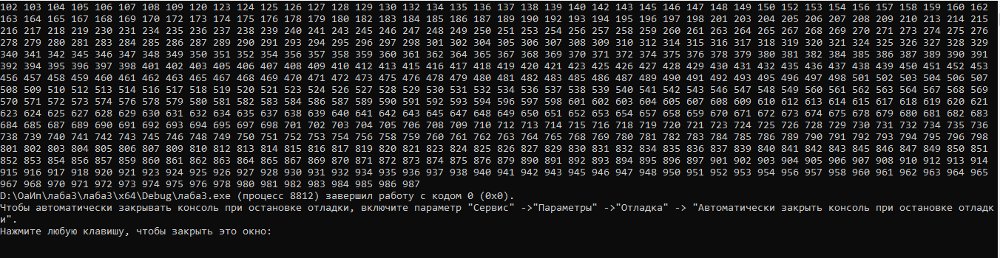 102 103 104 105 106 107 108 109 120 123 124 125 126 127 128 129 130 132 134 135 136 137 138 139 140 142 143 145 146 147 148 149 150 152 153 154 156 157 158 159 160 162
163 164 165 167 168 169 170 172 173 174 175 176 178 179 180 182 183 184 185 186 187 189 190 192 193 194 195 196 197 198 201 203 204 205 206 207 208 209 210 213 214 215
216 217 218 219 230 231 234 235 236 237 238 239 240 241 243 245 246 247 248 249 250 251 253 254 256 257 258 259 260 261 263 264 265 267 268 269 270 271 273 274 275 276
278 279 280 281 283 284 285 286 287 289 290 291 293 294 295 296 297 298 301 302 304 305 306 307 308 309 310 312 314 315 316 317 318 319 320 321 324 325 326 327 328 329
340 341 342 345 346 347 348 349 350 351 352 354 356 357 358 359 360 361 362 364 365 367 368 369 370 371 372 374 375 376 378 379 380 381 382 384 385 386 387 389 390 391
392 394 395 396 397 398 401 402 403 405 406 407 408 409 410 412 413 415 416 417 418 419 420 421 423 425 426 427 428 429 430 431 432 435 436 437 438 439 450 451 452 453
456 457 458 459 460 461 462 463 465 467 468 469 470 471 472 473 475 476 478 479 480 481 482 483 485 486 487 489 490 491 492 493 495 496 497 498 501 502 503 504 506 507
508 509 510 512 513 514 516 517 518 519 520 521 523 524 526 527 528 529 530 531 532 534 536 537 538 539 540 541 542 543 546 547 548 549 560 561 562 563 564 567 568 569
570 571 572 573 574 576 578 579 580 581 582 583 584 586 587 589 590 591 592 593 594 596 597 598 601 602 603 604 605 607 608 609 610 612 613 614 615 617 618 619 620 621
623 624 625 627 628 629 630 631 632 634 635 637 638 639 640 641 642 643 645 647 648 649 650 651 652 653 654 657 658 659 670 671 672 673 674 675 678 679 680 681 682 683
684 685 687 689 690 691 692 693 694 695 697 698 701 702 703 704 705 706 708 709 710 712 713 714 715 716 718 719 720 721 723 724 725 726 728 729 730 731 732 734 735 736
738 739 740 741 742 743 745 746 748 749 750 751 752 753 754 756 758 759 760 761 762 763 764 765 768 769 780 781 782 783 784 785 786 789 790 791 792 793 794 795 796 798
801 802 803 804 805 806 807 809 810 812 813 814 815 816 817 819 820 821 823 824 825 826 827 829 830 831 832 834 835 836 837 839 840 841 842 843 845 846 847 849 850 851
852 853 854 856 857 859 860 861 862 863 864 865 867 869 870 871 872 873 874 875 876 879 890 891 892 893 894 895 896 897 901 902 903 904 905 906 907 908 910 912 913 914
915 916 917 918 920 921 923 924 925 926 927 928 930 931 932 934 935 936 937 938 940 941 942 943 945 946 947 948 950 951 952 953 954 956 957 958 960 961 962 963 964 965
967 968 970 971 972 973 974 975 976 978 980 981 982 983 984 985 986 987
D:\ОаИп\лаба3\лаба3\x64\Debug\лаба3.exe (процесс 8812) завершил работу с кодом 0 (0x0).
Чтобы автоматически закрывать консоль при остановке отладки, включите параметр "Сервис" ->"Параметры" ->"Отладка" -> "Автоматически закрыть консоль при остановке отладк
и".
Нажмите любую клавишу, чтобы закрыть это окно: